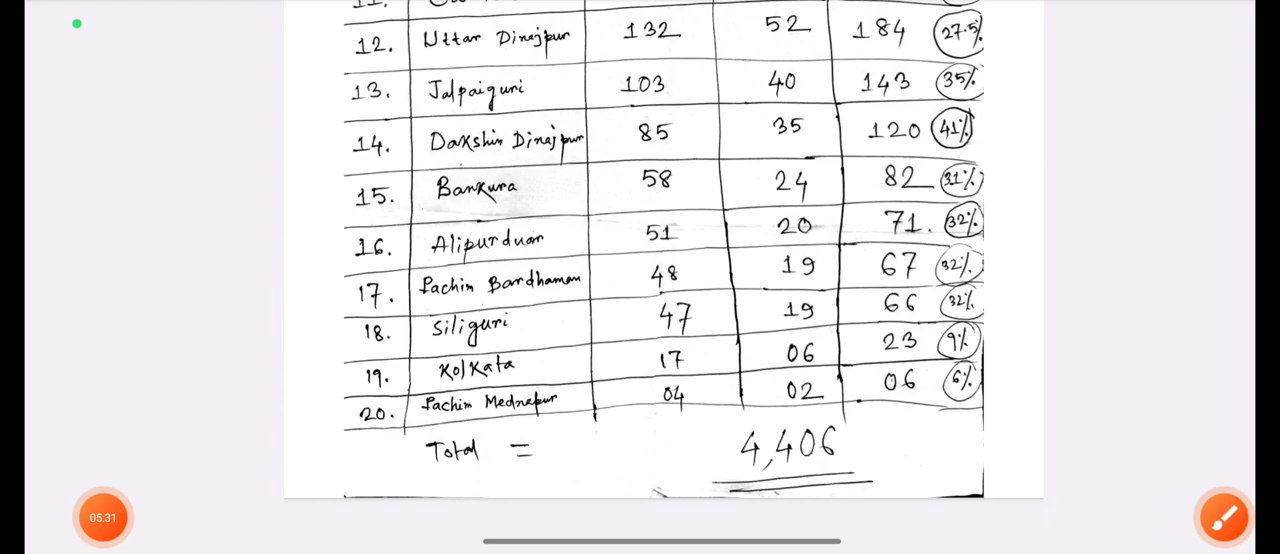 12. Uttar Dinajpur 132 52 184 27.5%
13. Jalpaiguri 103 40 143 35%
14. Dakshin Dinajpur 85 35 120 41%
15. Bankura 58 24 82 31%
16. Alipurduar 51 20 71. 32%
17. Pachim Bardhaman 48 19 67 32%
18. Siliguri 47 19 66 32%
19. Kolkata 17 06 23 9%
20. Pachim Mednapur 04 02 06 6%
Total = 4,406
05:31